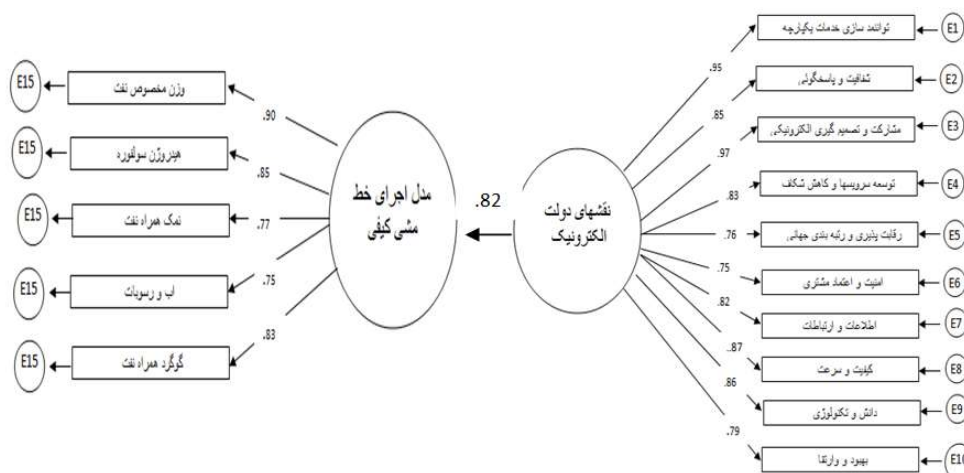 E1
توانمد سازی خدمات یکپارچه
.95
E2
شفافیت و پاسخگوئی
.85
E3
مشارکت و تصمیم گیری الکترونیکی
.97
E4
توسعه سرویسها و کاهش شکاف
.83
E5
رقابت پذیری و رتبه بندی جهانی
.76
E6
امنیت و اعتماد مشتری
.75
E7
اطلاعات و ارتباطات
.82
E8
کیفیت و سرعت
.87
E9
دانش و تکنولوژی
.86
E10
بهبود و وارتقا
.79
نقشهای دولت
الکترونیک
.82
مدل اجرای خط
مشی کیفی
.90
وزن مخصوص نفت
E15
.85
هیدروژن سولفوره
E15
.77
نمک همراه نفت
E15
.75
اب و رسوبات
E15
.83
گوگرد همراه نفت
E15